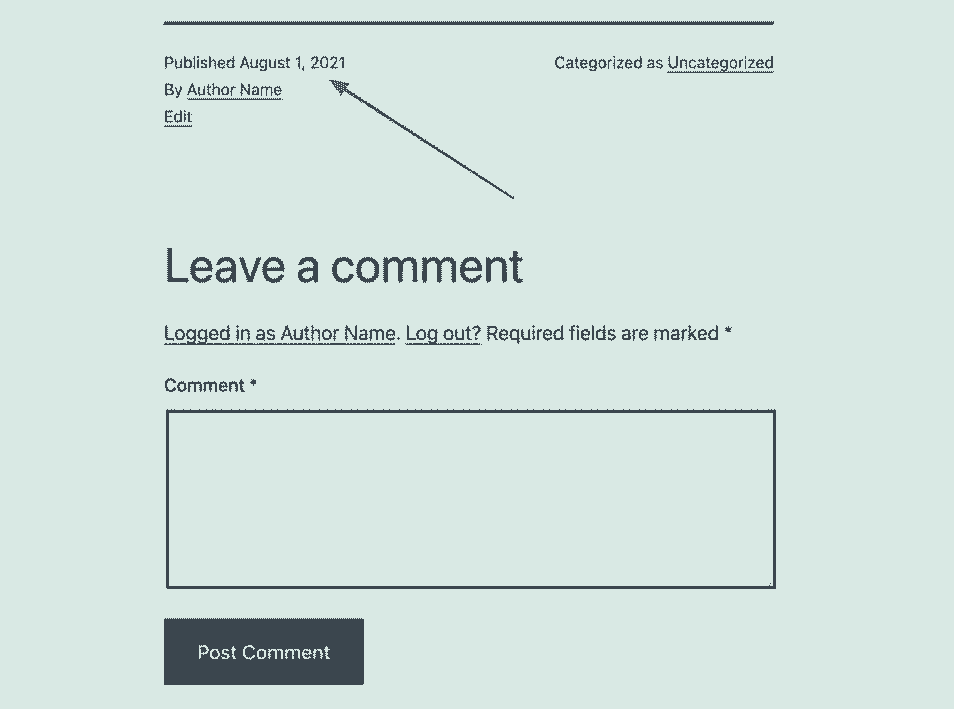 Published August 1, 2021
Categorized as Uncategorized
By Author Name
Edit
Leave a comment
Logged in as Author Name. Log out? Required fields are marked *
Comment *
Post Comment